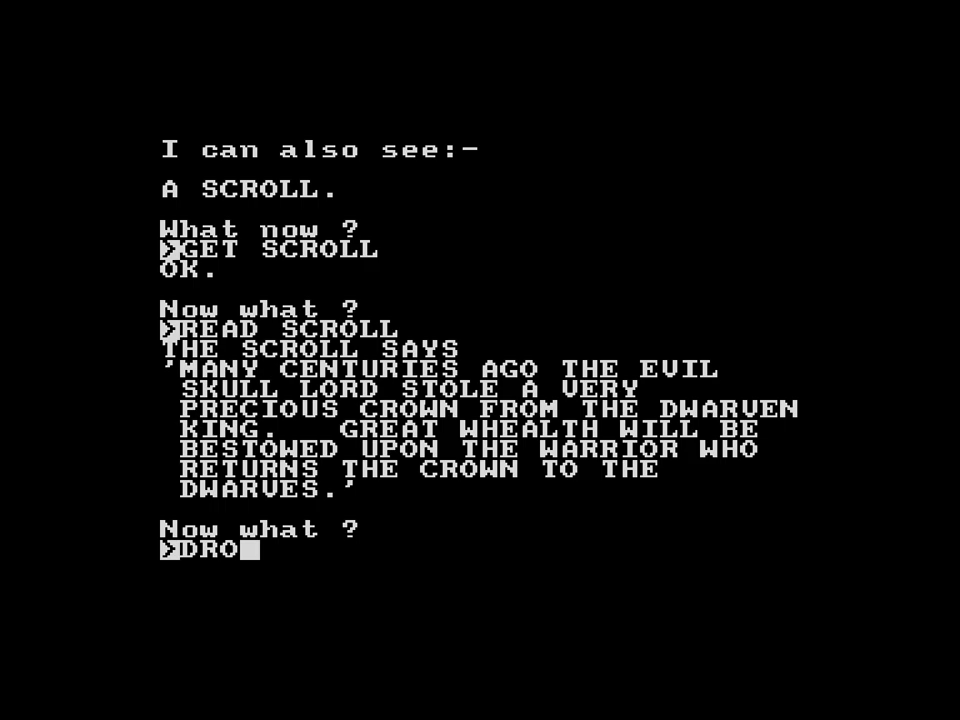 I can also see:-
A SCROLL.
What now ?
>GET SCROLL
OK.
Now what ?
>READ SCROLL
THE SCROLL SAYS
'MANY CENTURIES AGO THE EVIL
SKULL LORD STOLE A VERY
PRECIOUS CROWN FROM THE DWARVEN
KING.   GREAT WHEALTH WILL BE
BESTOWED UPON THE WARRIOR WHO
RETURNS THE CROWN TO THE
DWARVES.'
Now what ?
>DRO